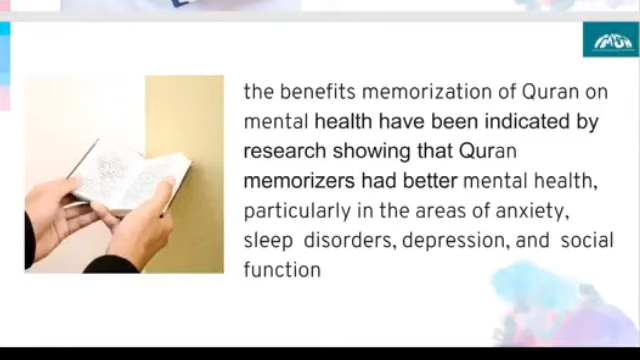 the benefits memorization of Quran on
mental health have been indicated by
research showing that Quran
memorizers had better mental health,
particularly in the areas of anxiety,
sleep disorders, depression, and social
function